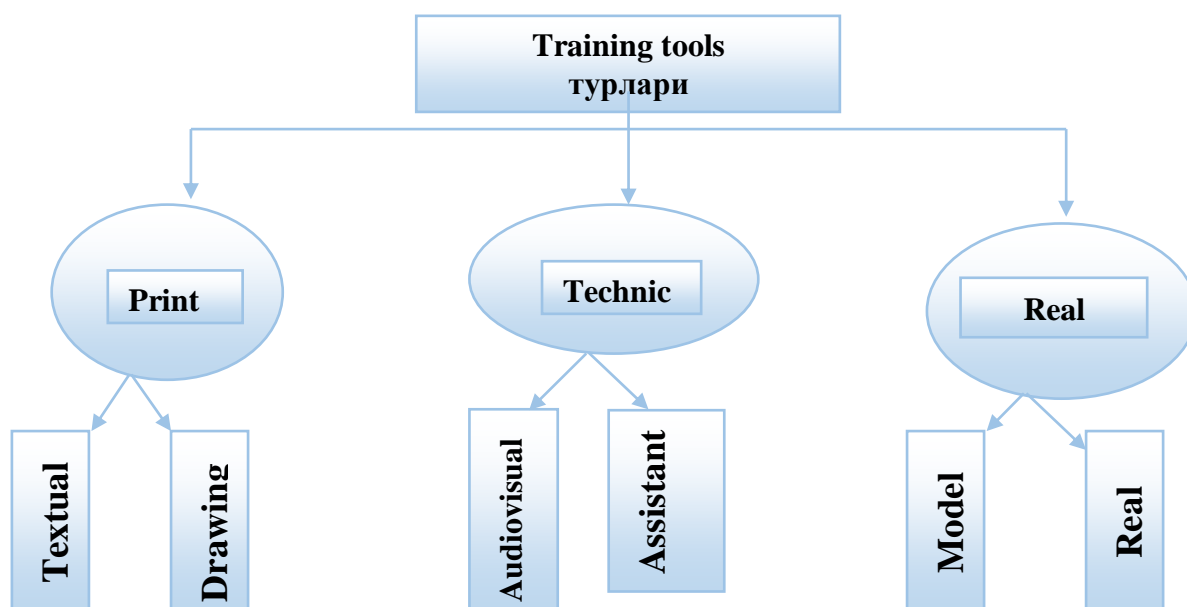 Training tools
турлари
Print
Technic
Real
Textual
Drawing
Audiovisual
Assistant
Model
Real